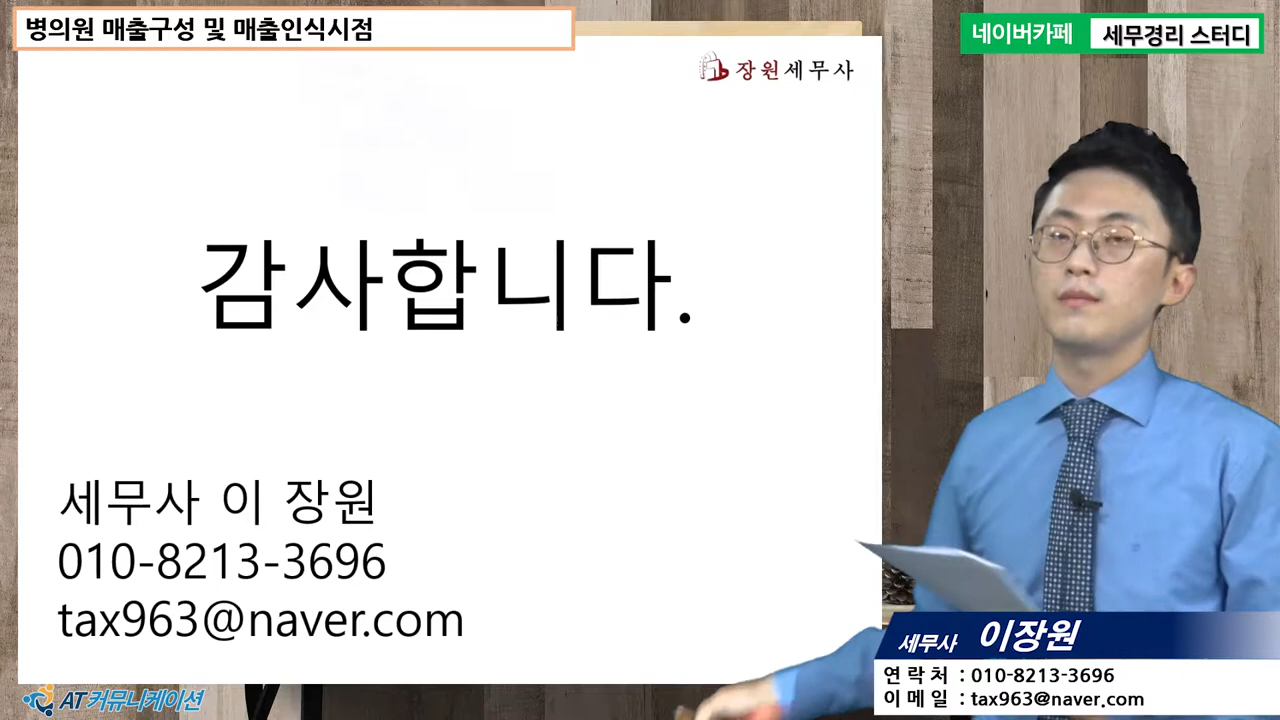 병의원 매출구성 및 매출인식시점
네이버카페 세무경리 스터디
장원세무사
감사합니다.
세무사 이 장원
010-8213-3696
tax963@naver.com
세무사 이장원
연 락 처 : 010-8213-3696
이 메 일 : tax963@naver.com
AT커뮤니케이션